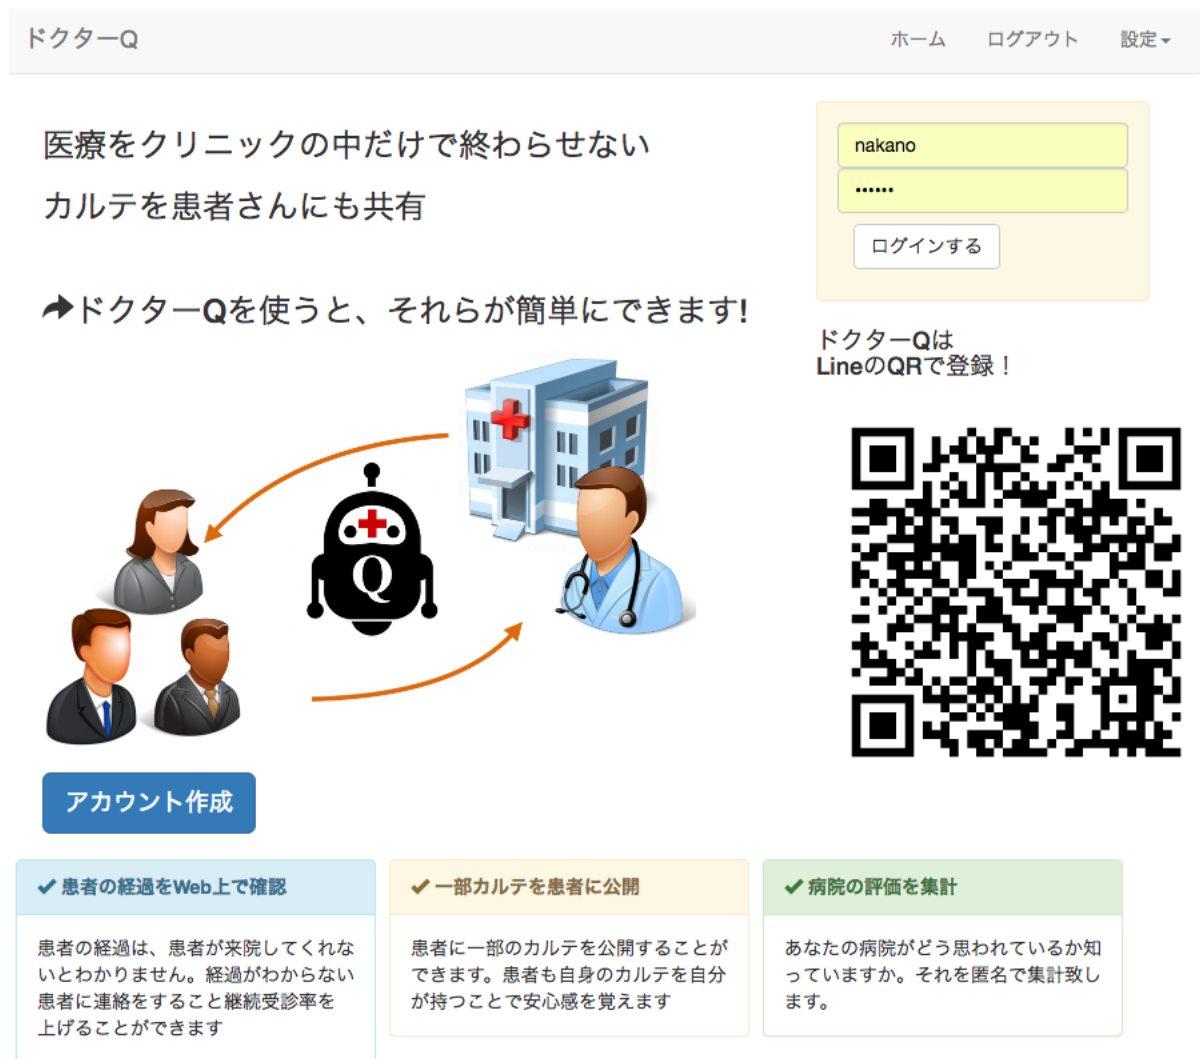 ドクターQ
ホーム
ログアウト
設定
医療をクリニックの中だけで終わらせない
カルテを患者さんにも共有
ドクターQを使うと、それらが簡単にできます!
nakano
••••••
ログインする
ドクターQは
LineのQRで登録！
Q
アカウント作成
患者の経過をWeb上で確認
患者の経過は、患者が来院してくれな
いとわかりません。経過がわからない
患者に連絡をすること継続受診率を
上げることができます
一部カルテを患者に公開
患者に一部のカルテを公開することが
できます。患者も自身のカルテを自分
が持つことで安心感を覚えます
病院の評価を集計
あなたの病院がどう思われているか知
っていますか。それを匿名で集計致し
ます。